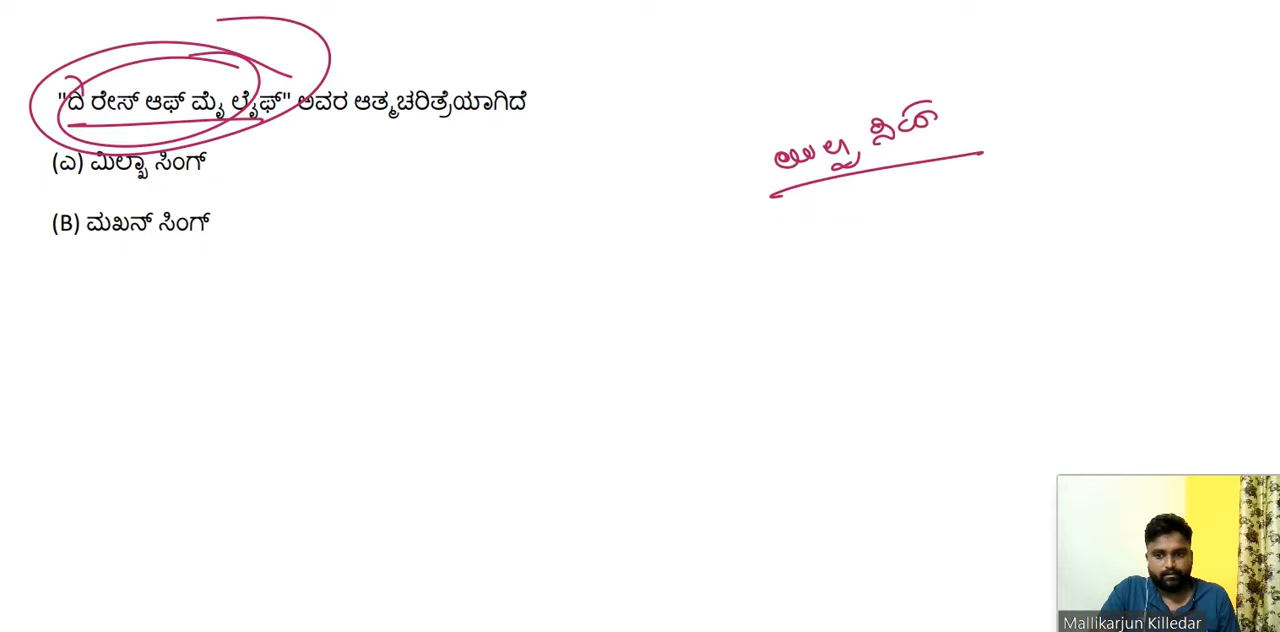 "ದಿ ರೇಸ್ ಆಫ್ ಮೈ ಲೈಫ್" ಅವರ ಆತ್ಮಚರಿತ್ರೆಯಾಗಿದೆ
(ಎ) ಮಿಲ್ಖಾ ಸಿಂಗ್
(B) ಮಖನ್ ಸಿಂಗ್
Mallikarjun Killedar